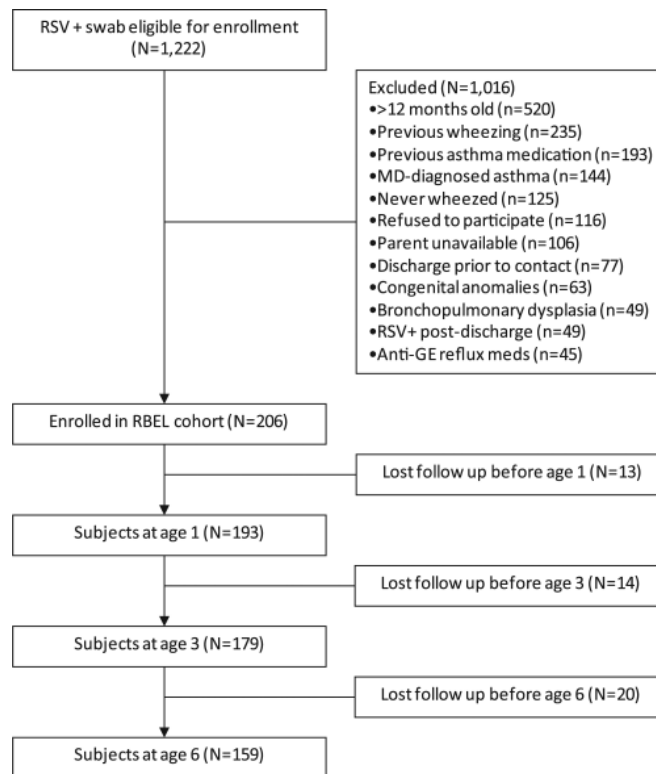 RSV + swab eligible for enrollment
(N=1,222)
Excluded (N=1,016)
•>12 months old (n=520)
•Previous wheezing (n=235)
•Previous asthma medication (n=193)
•MD-diagnosed asthma (n=144)
•Never wheezed (n=125)
•Refused to participate (n=116)
•Parent unavailable (n=106)
•Discharge prior to contact (n=77)
•Congenital anomalies (n=63)
•Bronchopulmonary dysplasia (n=49)
•RSV+ post-discharge (n=49)
•Anti-GE reflux meds (n=45)
Enrolled in RBEL cohort (N=206)
Lost follow up before age 1 (N=13)
Subjects at age 1 (N=193)
Lost follow up before age 3 (N=14)
Subjects at age 3 (N=179)
Lost follow up before age 6 (N=20)
Subjects at age 6 (N=159)